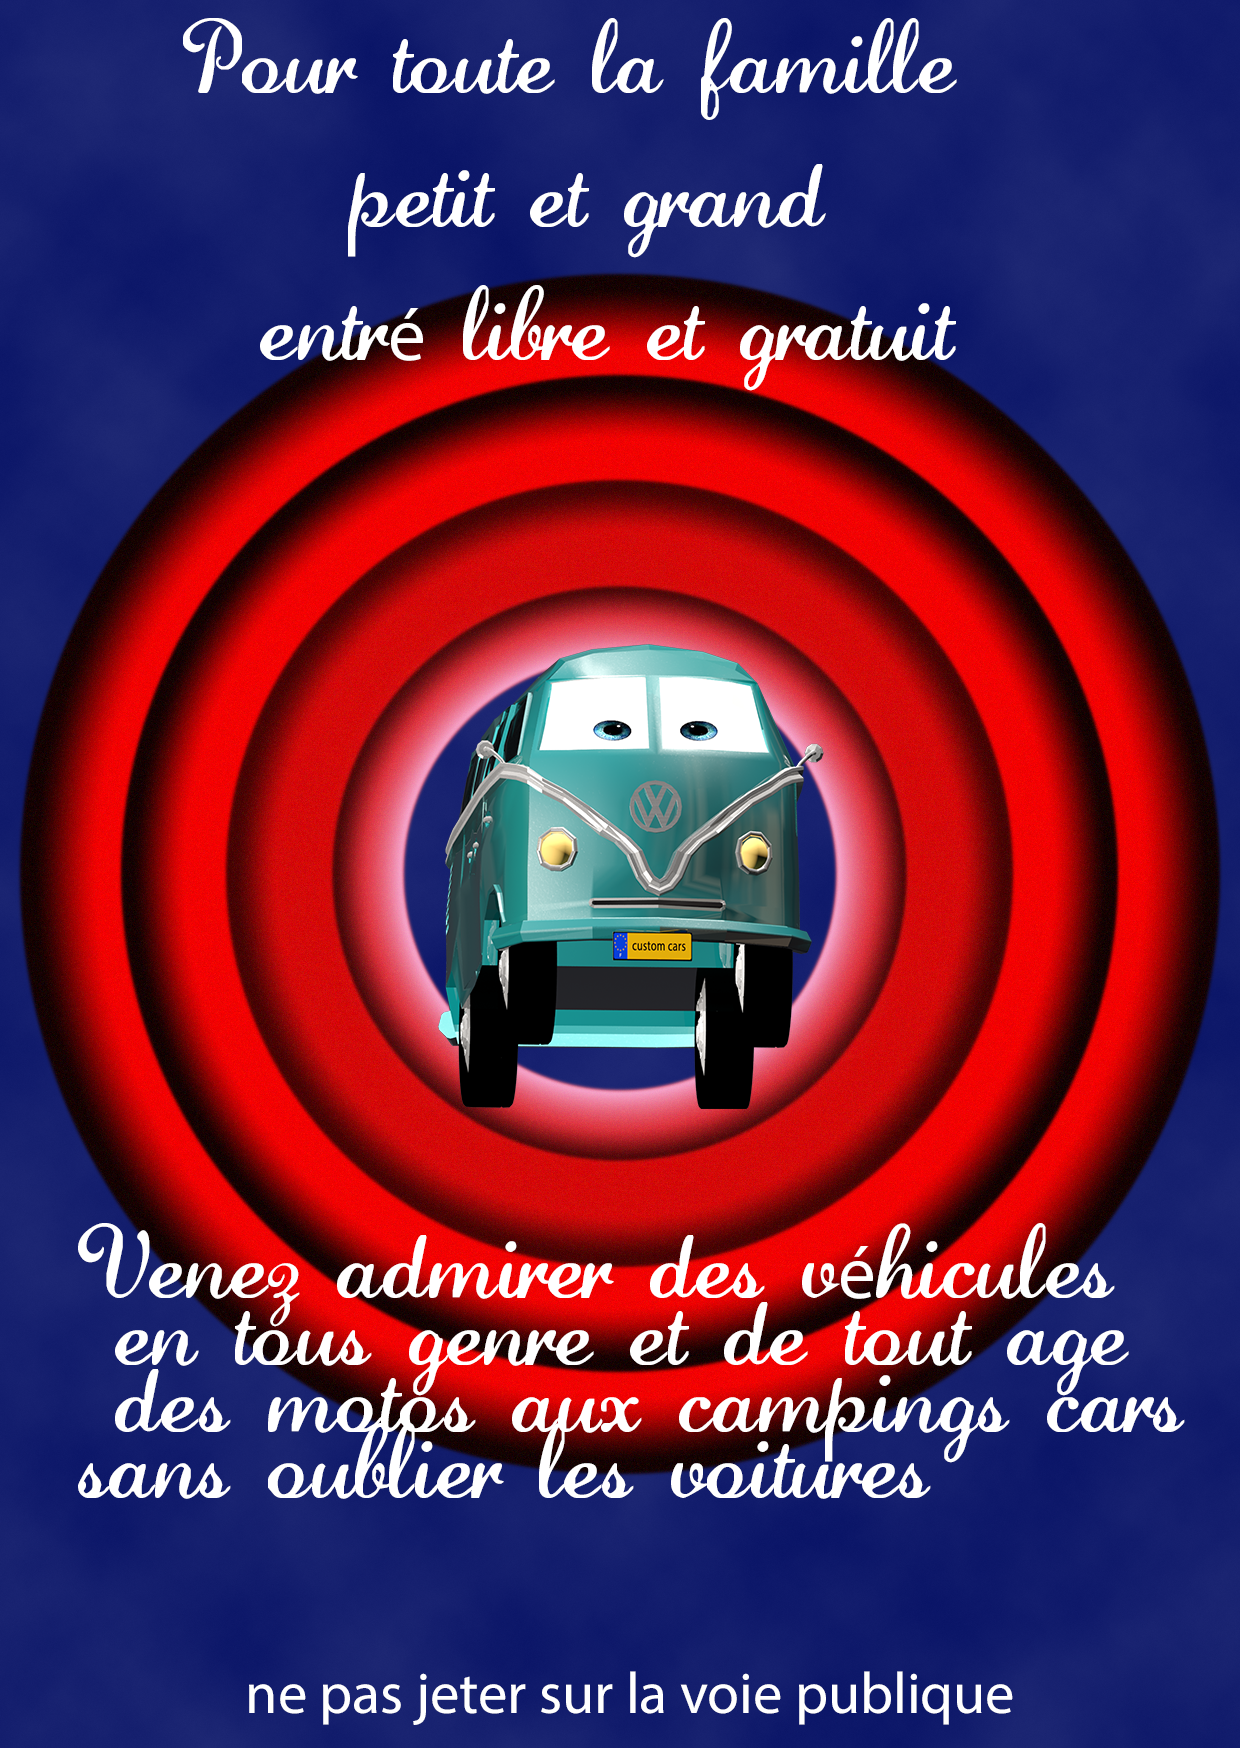 Pour toute la famille
petit et grand
entré libre et gratuit
VW
custom cars
Venez admirer des véhicules
en tous genre et de tout age
des motos aux campings cars
sans oublier les voitures
ne pas jeter sur la voie publique